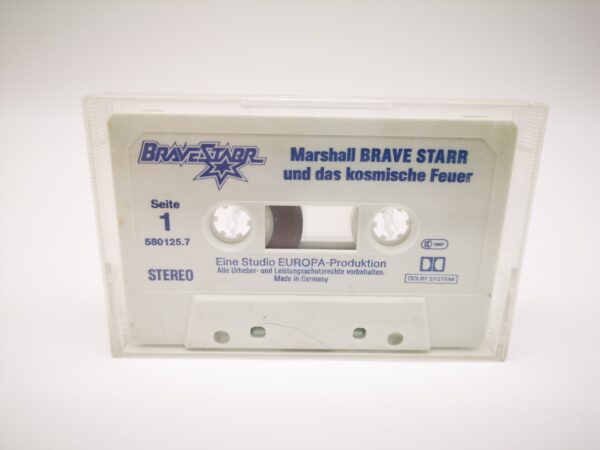 BRAVESTARR
Marshall BRAVE STARR
und das kosmische Feuer
Seite
1
580125.7
STEREO
Eine Studio EUROPA-Produktion
Alle Urheber- und Leistungsschutzrechte vorbehalten.
Made in Germany
DOLBY SYSTEM